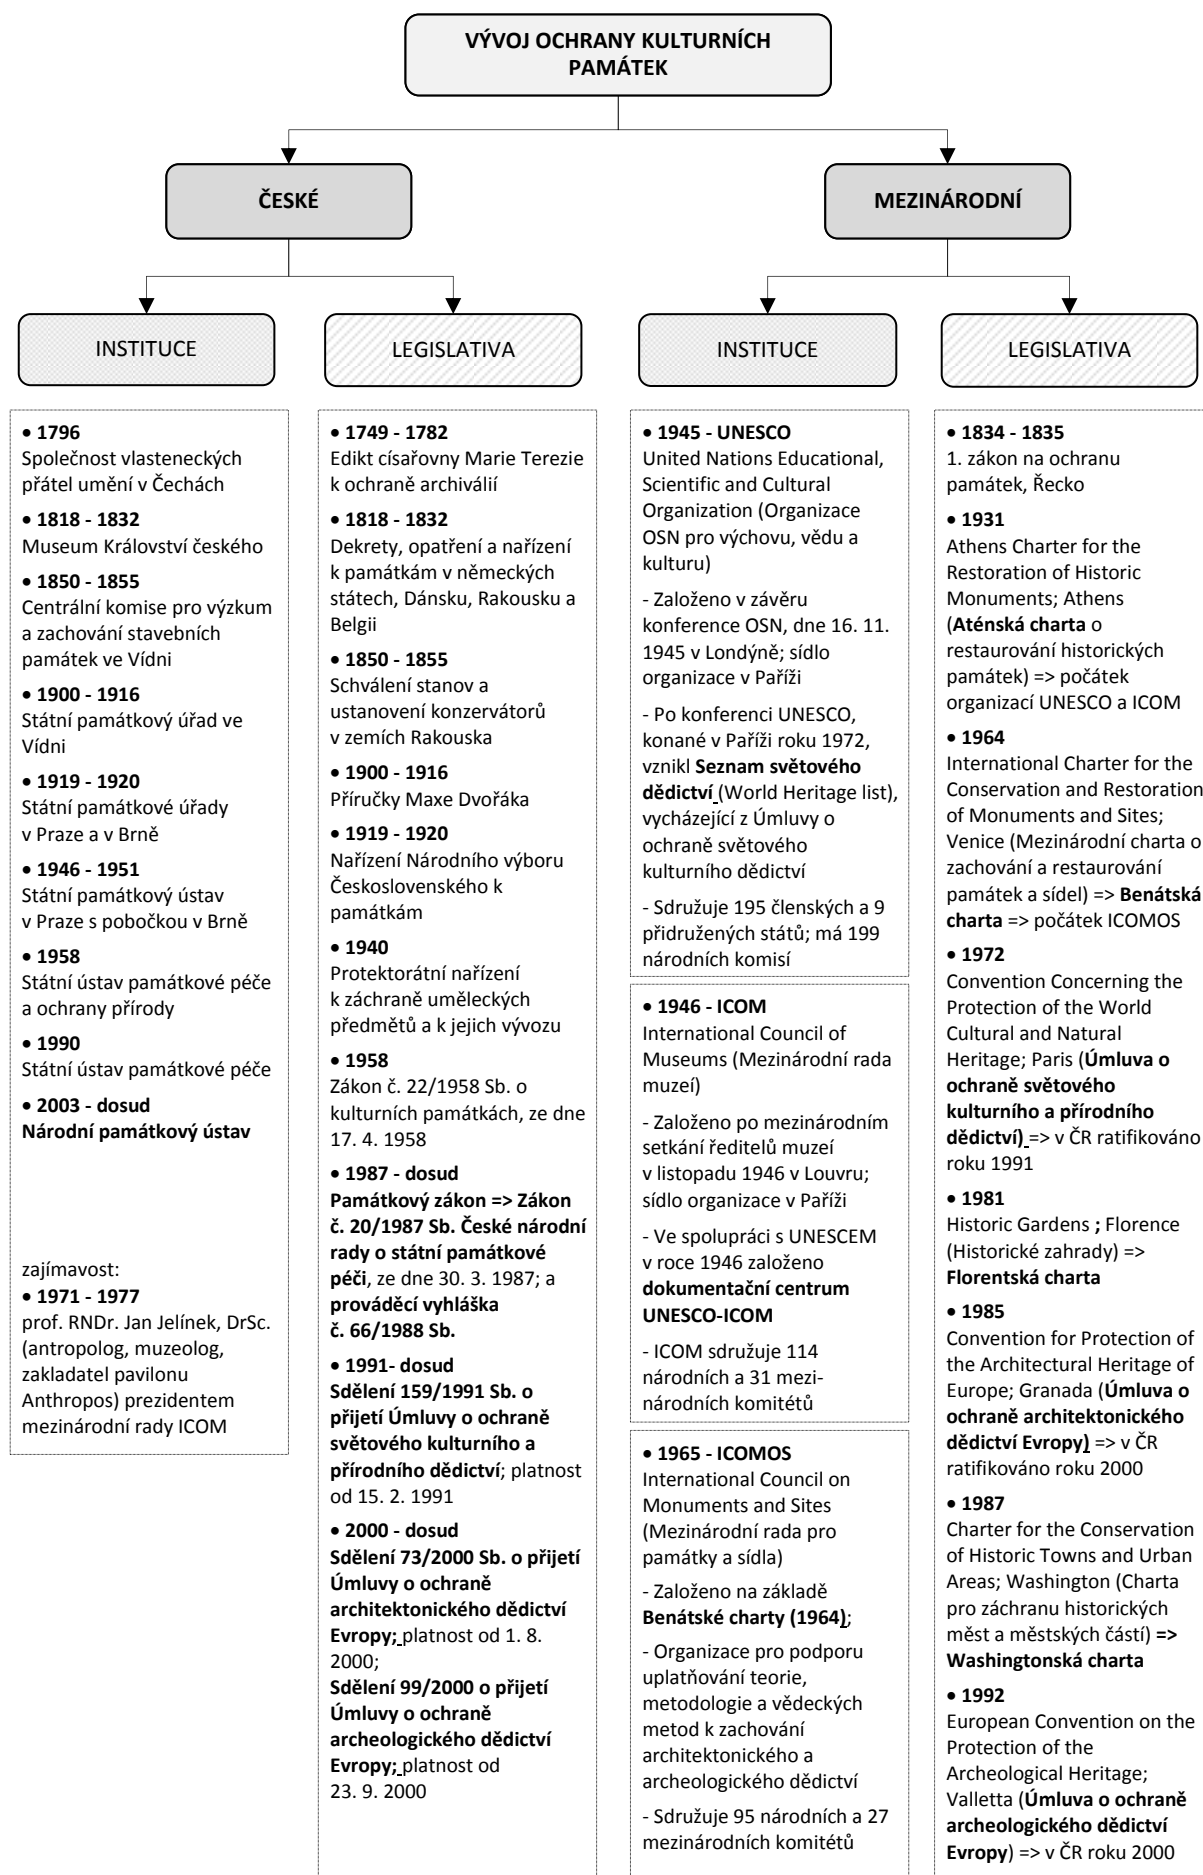 VÝVOJ OCHRANY KULTURNÍCH
PAMÁTEK
ČESKÉ
MEZINÁRODNÍ
INSTITUCE
LEGISLATIVA
INSTITUCE
LEGISLATIVA
• 1796
Společnost vlasteneckých
přátel umění v Čechách
• 1818 - 1832
Museum Království českého
• 1850 - 1855
Centrální komise pro výzkum
a zachování stavebních
památek ve Vídni
• 1900 - 1916
Státní památkový úřad ve
Vídni
• 1919 - 1920
Státní památkové úřady
v Praze a v Brně
• 1946 - 1951
Státní památkový ústav
v Praze s pobočkou v Brně
• 1958
Státní ústav památkové péče
a ochrany přírody
• 1990
Státní ústav památkové péče
• 2003 - dosud
Národní památkový ústav
zajímavost:
• 1971 - 1977
prof. RNDr. Jan Jelínek, DrSc.
(antropolog, muzeolog,
zakladatel pavilonu
Anthropos) prezidentem
mezinárodní rady ICOM
• 1749 - 1782
Edikt císařovny Marie Terezie
k ochraně archiválií
• 1818 - 1832
Dekrety, opatření a nařízení
k památkám v německých
státech, Dánsku, Rakousku a
Belgii
• 1850 - 1855
Schválení stanov a
ustanovení konzervátorů
v zemích Rakouska
• 1900 - 1916
Příručky Maxe Dvořáka
• 1919 - 1920
Nařízení Národního výboru
Československého k
památkám
• 1940
Protektorátní nařízení
k záchraně uměleckých
předmětů a k jejich vývozu
• 1958
Zákon č. 22/1958 Sb. o
kulturních památkách, ze dne
17. 4. 1958
• 1987 - dosud
Památkový zákon => Zákon
č. 20/1987 Sb. České národní
rady o státní památkové
péči, ze dne 30. 3. 1987; a
prováděcí vyhláška
č. 66/1988 Sb.
• 1991- dosud
Sdělení 159/1991 Sb. o
přijetí Úmluvy o ochraně
světového kulturního a
přírodního dědictví; platnost
od 15. 2. 1991
• 2000 - dosud
Sdělení 73/2000 Sb. o přijetí
Úmluvy o ochraně
architektonického dědictví
Evropy; platnost od 1. 8.
2000;
Sdělení 99/2000 o přijetí
Úmluvy o ochraně
archeologického dědictví
Evropy; platnost od
23. 9. 2000
• 1945 - UNESCO
United Nations Educational,
Scientific and Cultural
Organization (Organizace
OSN pro výchovu, vědu a
kulturu)
- Založeno v závěru
konference OSN, dne 16. 11.
1945 v Londýně; sídlo
organizace v Paříži
- Po konferenci UNESCO,
konané v Paříži roku 1972,
vznikl Seznam světového
dědictví (World Heritage list),
vycházející z Úmluvy o
ochraně světového
kulturního dědictví
- Sdružuje 195 členských a 9
přidružených států; má 199
národních komisí
• 1946 - ICOM
International Council of
Museums (Mezinárodní rada
muzeí)
- Založeno po mezinárodním
setkání ředitelů muzeí
v listopadu 1946 v Louvru;
sídlo organizace v Paříži
- Ve spolupráci s UNESCEM
v roce 1946 založeno
dokumentační centrum
UNESCO-ICOM
- ICOM sdružuje 114
národních a 31 mezi-
národních komitétů
• 1965 - ICOMOS
International Council on
Monuments and Sites
(Mezinárodní rada pro
památky a sídla)
- Založeno na základě
Benátské charty (1964);
- Organizace pro podporu
uplatňování teorie,
metodologie a vědeckých
metod k zachování
architektonického a
archeologického dědictví
- Sdružuje 95 národních a 27
mezinárodních komitétů
• 1834 - 1835
1. zákon na ochranu
památek, Řecko
• 1931
Athens Charter for the
Restoration of Historic
Monuments; Athens
(Aténská charta o
restaurování historických
památek) => počátek
organizací UNESCO a ICOM
• 1964
International Charter for the
Conservation and Restoration
of Monuments and Sites;
Venice (Mezinárodní charta o
zachování a restaurování
památek a sídel) => Benátská
charta => počátek ICOMOS
• 1972
Convention Concerning the
Protection of the World
Cultural and Natural
Heritage; Paris (Úmluva o
ochraně světového
kulturního a přírodního
dědictví) => v ČR ratifikováno
roku 1991
• 1981
Historic Gardens ; Florence
(Historické zahrady) =>
Florentská charta
• 1985
Convention for Protection of
the Architectural Heritage of
Europe; Granada (Úmluva o
ochraně architektonického
dědictví Evropy) => v ČR
ratifikováno roku 2000
• 1987
Charter for the Conservation
of Historic Towns and Urban
Areas; Washington (Charta
pro záchranu historických
měst a městských částí) =>
Washingtonská charta
• 1992
European Convention on the
Protection of the
Archeological Heritage;
Valletta (Úmluva o ochraně
archeologického dědictví
Evropy) => v ČR roku 2000